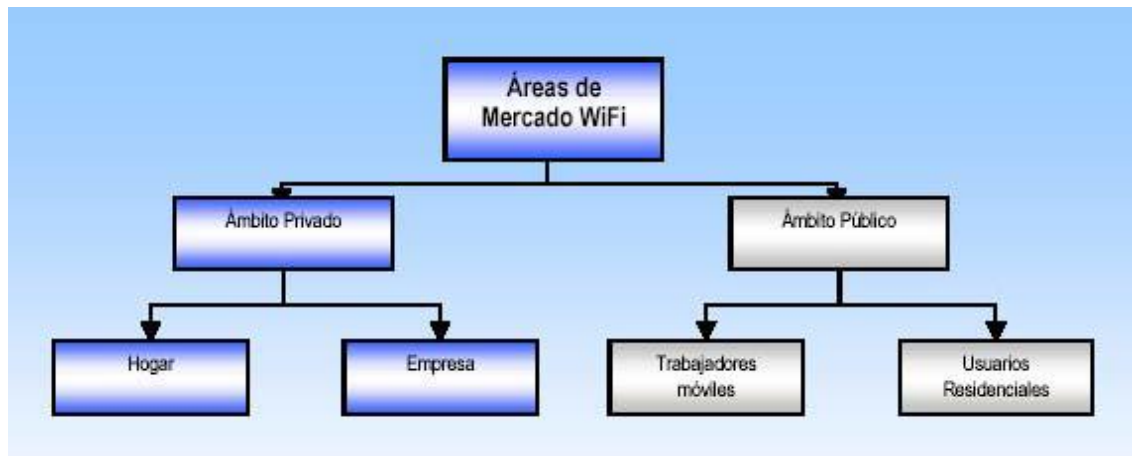 Áreas de
Mercado WiFi
Ámbito Privado
Ámbito Público
Hogar
Empresa
Trabajadores
móviles
Usuarios
Residenciales